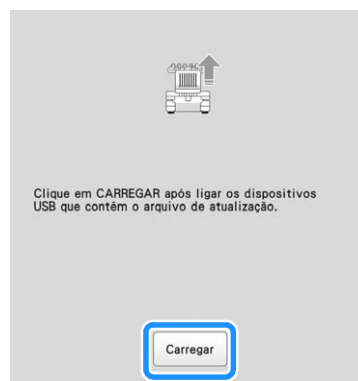 Clique em CARREGAR após ligar os dispositivos
USB que contêm o arquivo de atualização.
Carregar